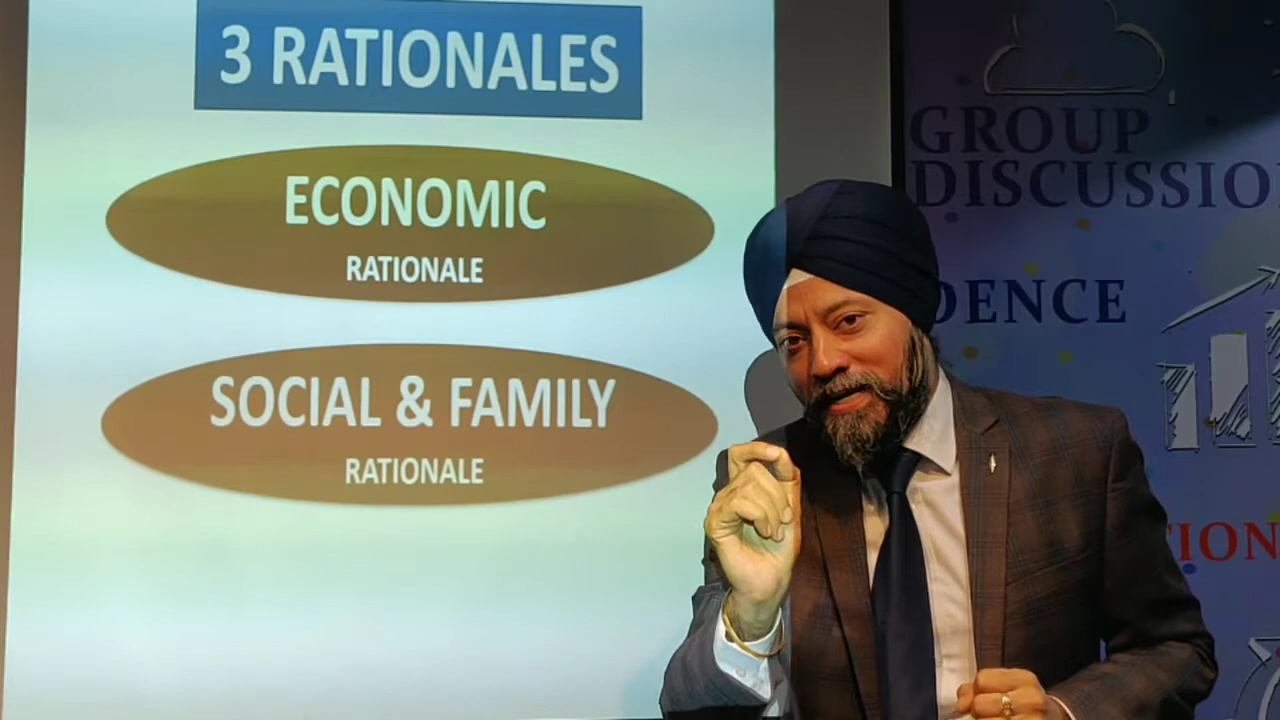 3 RATIONALES
ECONOMIC
RATIONALE
SOCIAL & FAMILY
RATIONALE
GROUP
DISCUSSIO
DENCE
TION